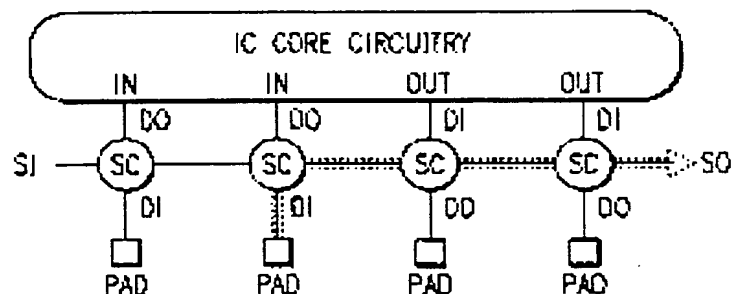 IC CORE CIRCUITRY
IN IN OUT OUT
DO DO DI DI
SI SC SC SC SC SO
DI DI DO DO
PAD PAD PAD PAD